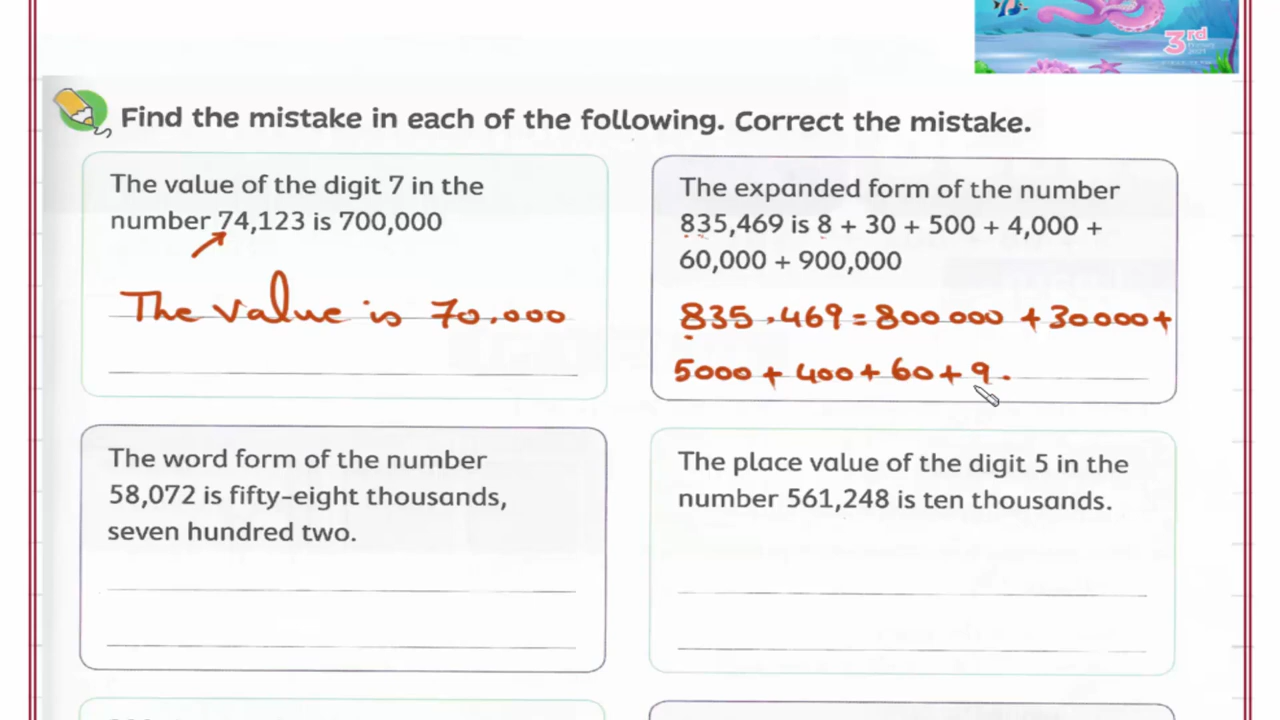 3rd
Find the mistake in each of the following. Correct the mistake.
The value of the digit 7 in the
number 74,123 is 700,000
The value is 70.000
The expanded form of the number
835,469 is 8 + 30 + 500 + 4,000 +
60,000 + 900,000
835.469 = 800 000 + 30000 +
5000 + 400 + 60 + 9.
The word form of the number
58,072 is fifty-eight thousands,
seven hundred two.
The place value of the digit 5 in the
number 561,248 is ten thousands.